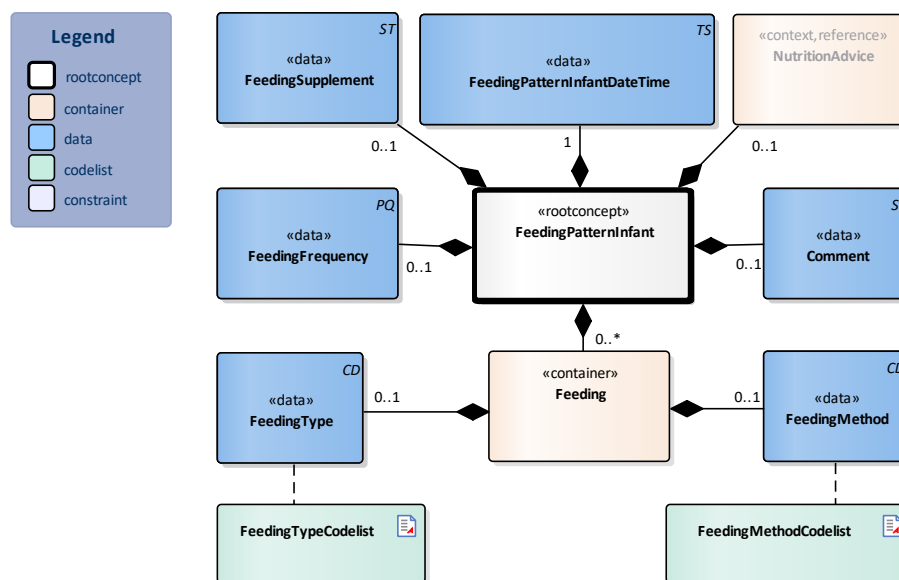 Legend
rootconcept
container
data
codelist
constraint
ST
«data»
FeedingSupplement
TS
«data»
FeedingPatternInfantDateTime
«context,reference»
NutritionAdvice
0..1
1
0..1
PQ
«data»
FeedingFrequency
0..1
«rootconcept»
FeedingPatternInfant
0..1
«data»
Comment
0..*
CD
«data»
FeedingType
0..1
«container»
Feeding
0..1
«data»
FeedingMethod
FeedingTypeCodelist
FeedingMethodCodelist